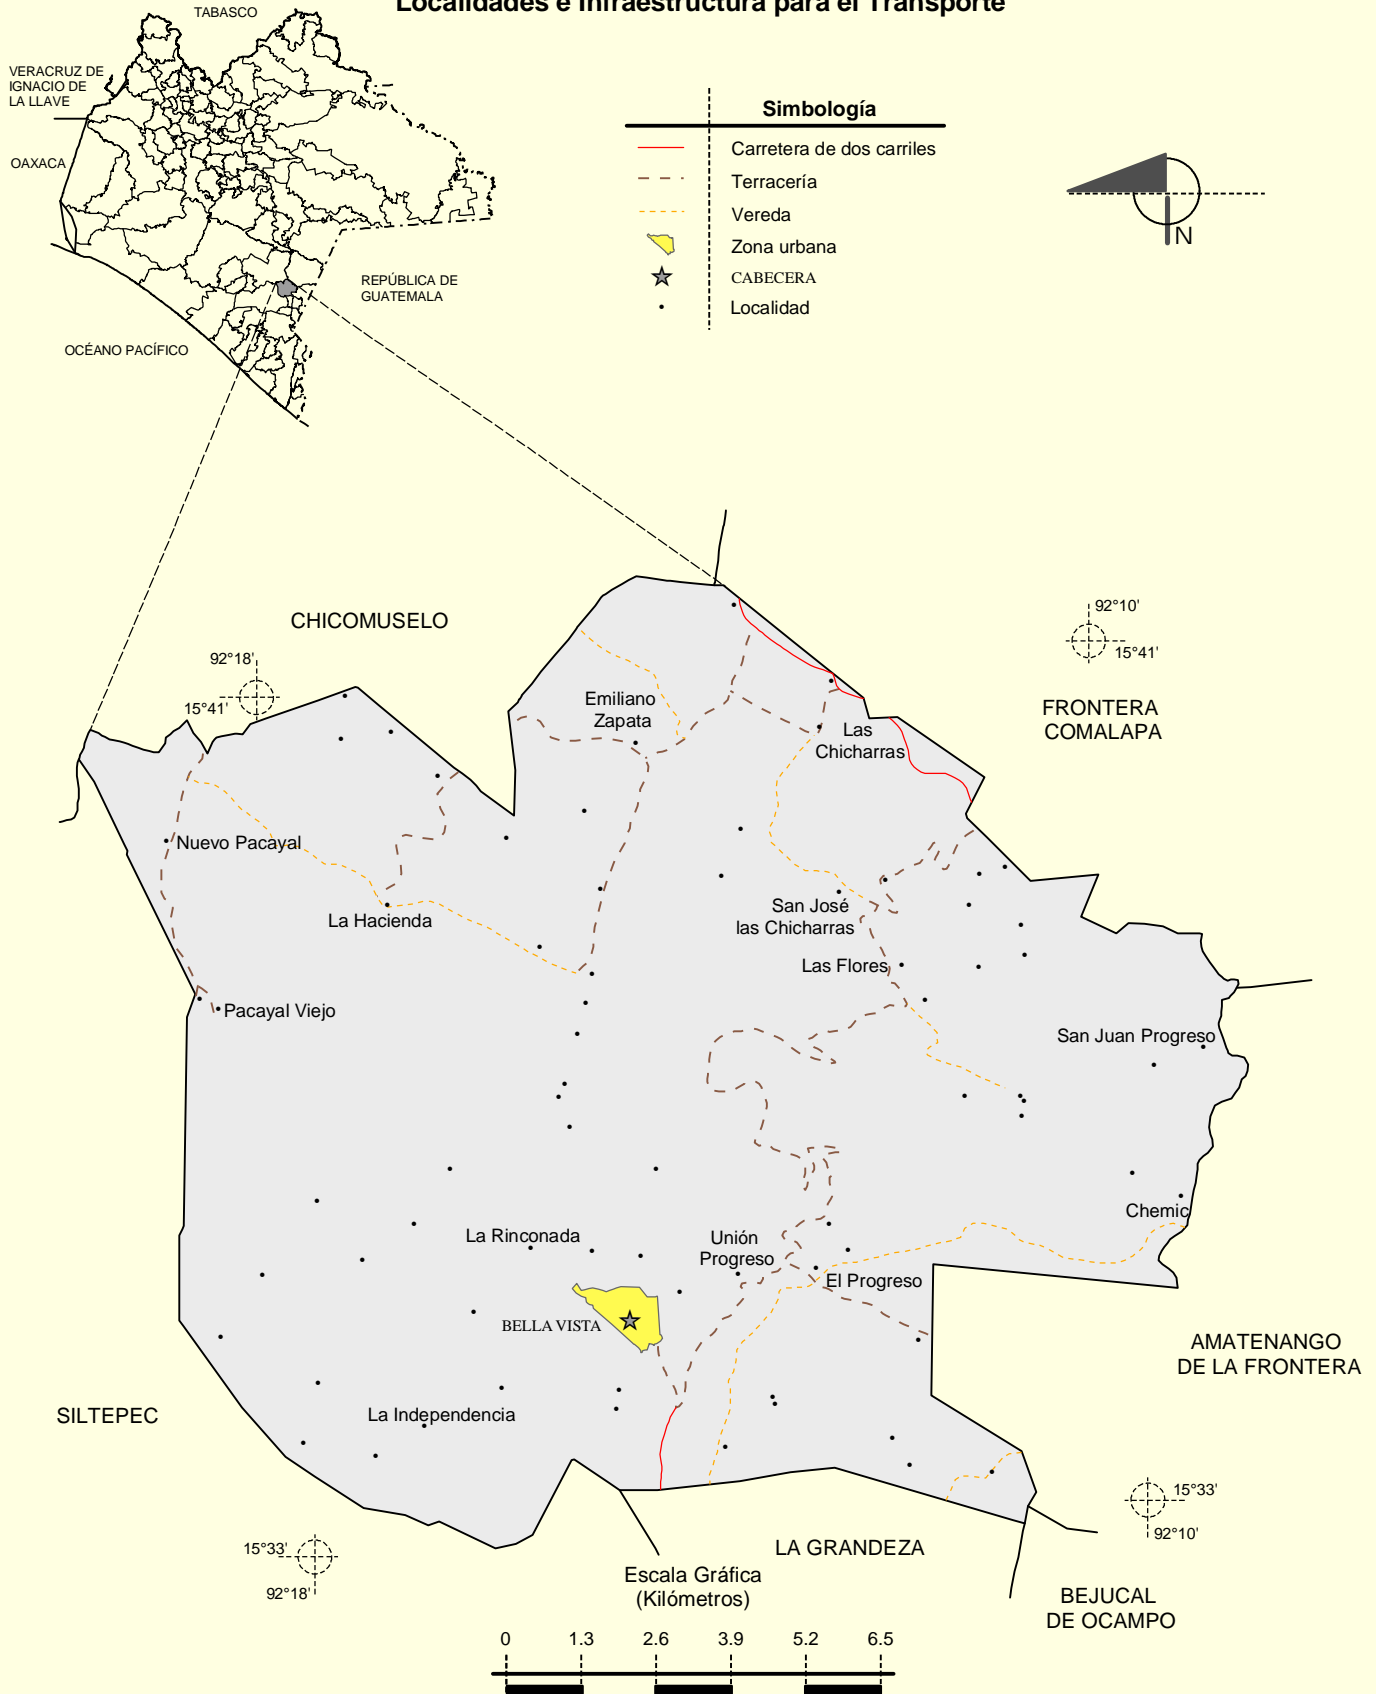 Localidades e Infraestructura para el Transporte
TABASCO
VERACRUZ DE
IGNACIO DE
LA LLAVE
OAXACA
REPÚBLICA DE
GUATEMALA
OCÉANO PACÍFICO
Simbología
Carretera de dos carriles
Terracería
Vereda
Zona urbana
CABECERA
Localidad
N
CHICOMUSELO
92°18'
15°41'
92°10'
15°41'
FRONTERA
COMALAPA
Emiliano
Zapata
Las
Chicharras
Nuevo Pacayal
La Hacienda
San José
las Chicharras
Las Flores
Pacayal Viejo
San Juan Progreso
Chemic
La Rinconada
Unión
Progreso
El Progreso
BELLA VISTA
AMATENANGO
DE LA FRONTERA
SILTEPEC
La Independencia
15°33'
92°10'
15°33'
92°18'
LA GRANDEZA
BEJUCAL
DE OCAMPO
Escala Gráfica
(Kilómetros)
0 1.3 2.6 3.9 5.2 6.5